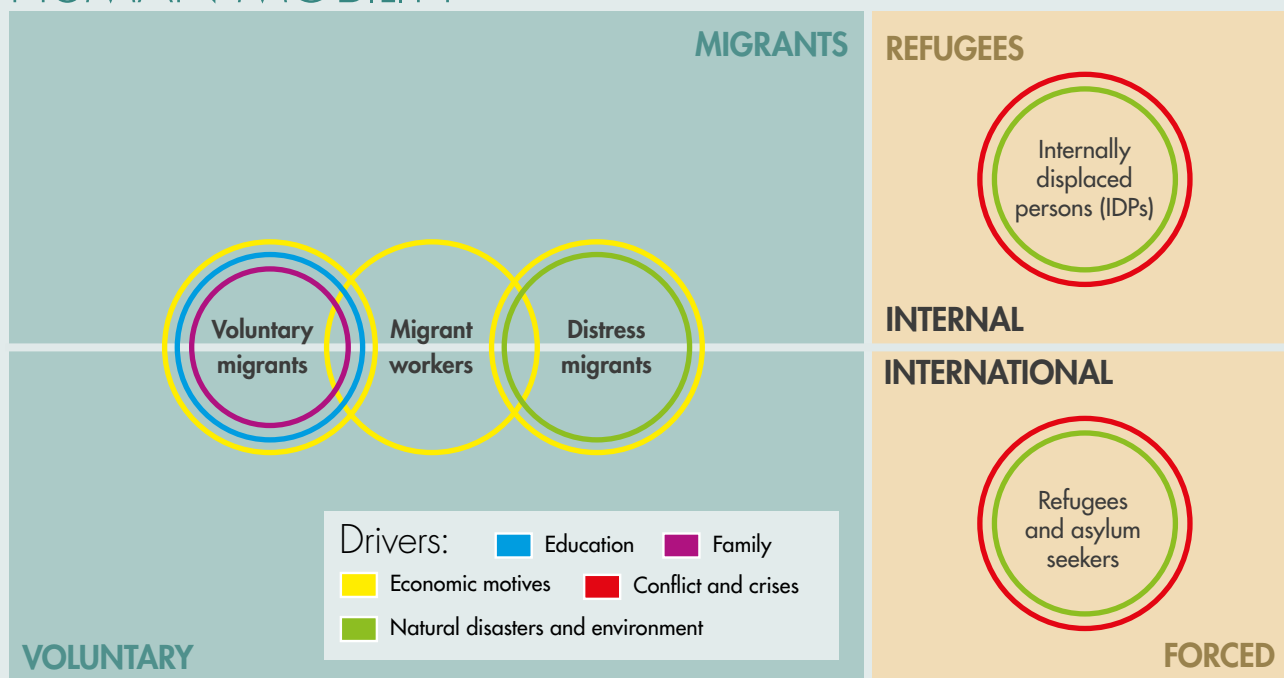 MIGRANTS
REFUGEES
Internally
displaced
persons (IDPs)
INTERNAL
Voluntary
migrants
Migrant
workers
Distress
migrants
INTERNATIONAL
Refugees
and asylum
seekers
Drivers:
Education
Family
Economic motives
Conflict and crises
Natural disasters and environment
VOLUNTARY
FORCED